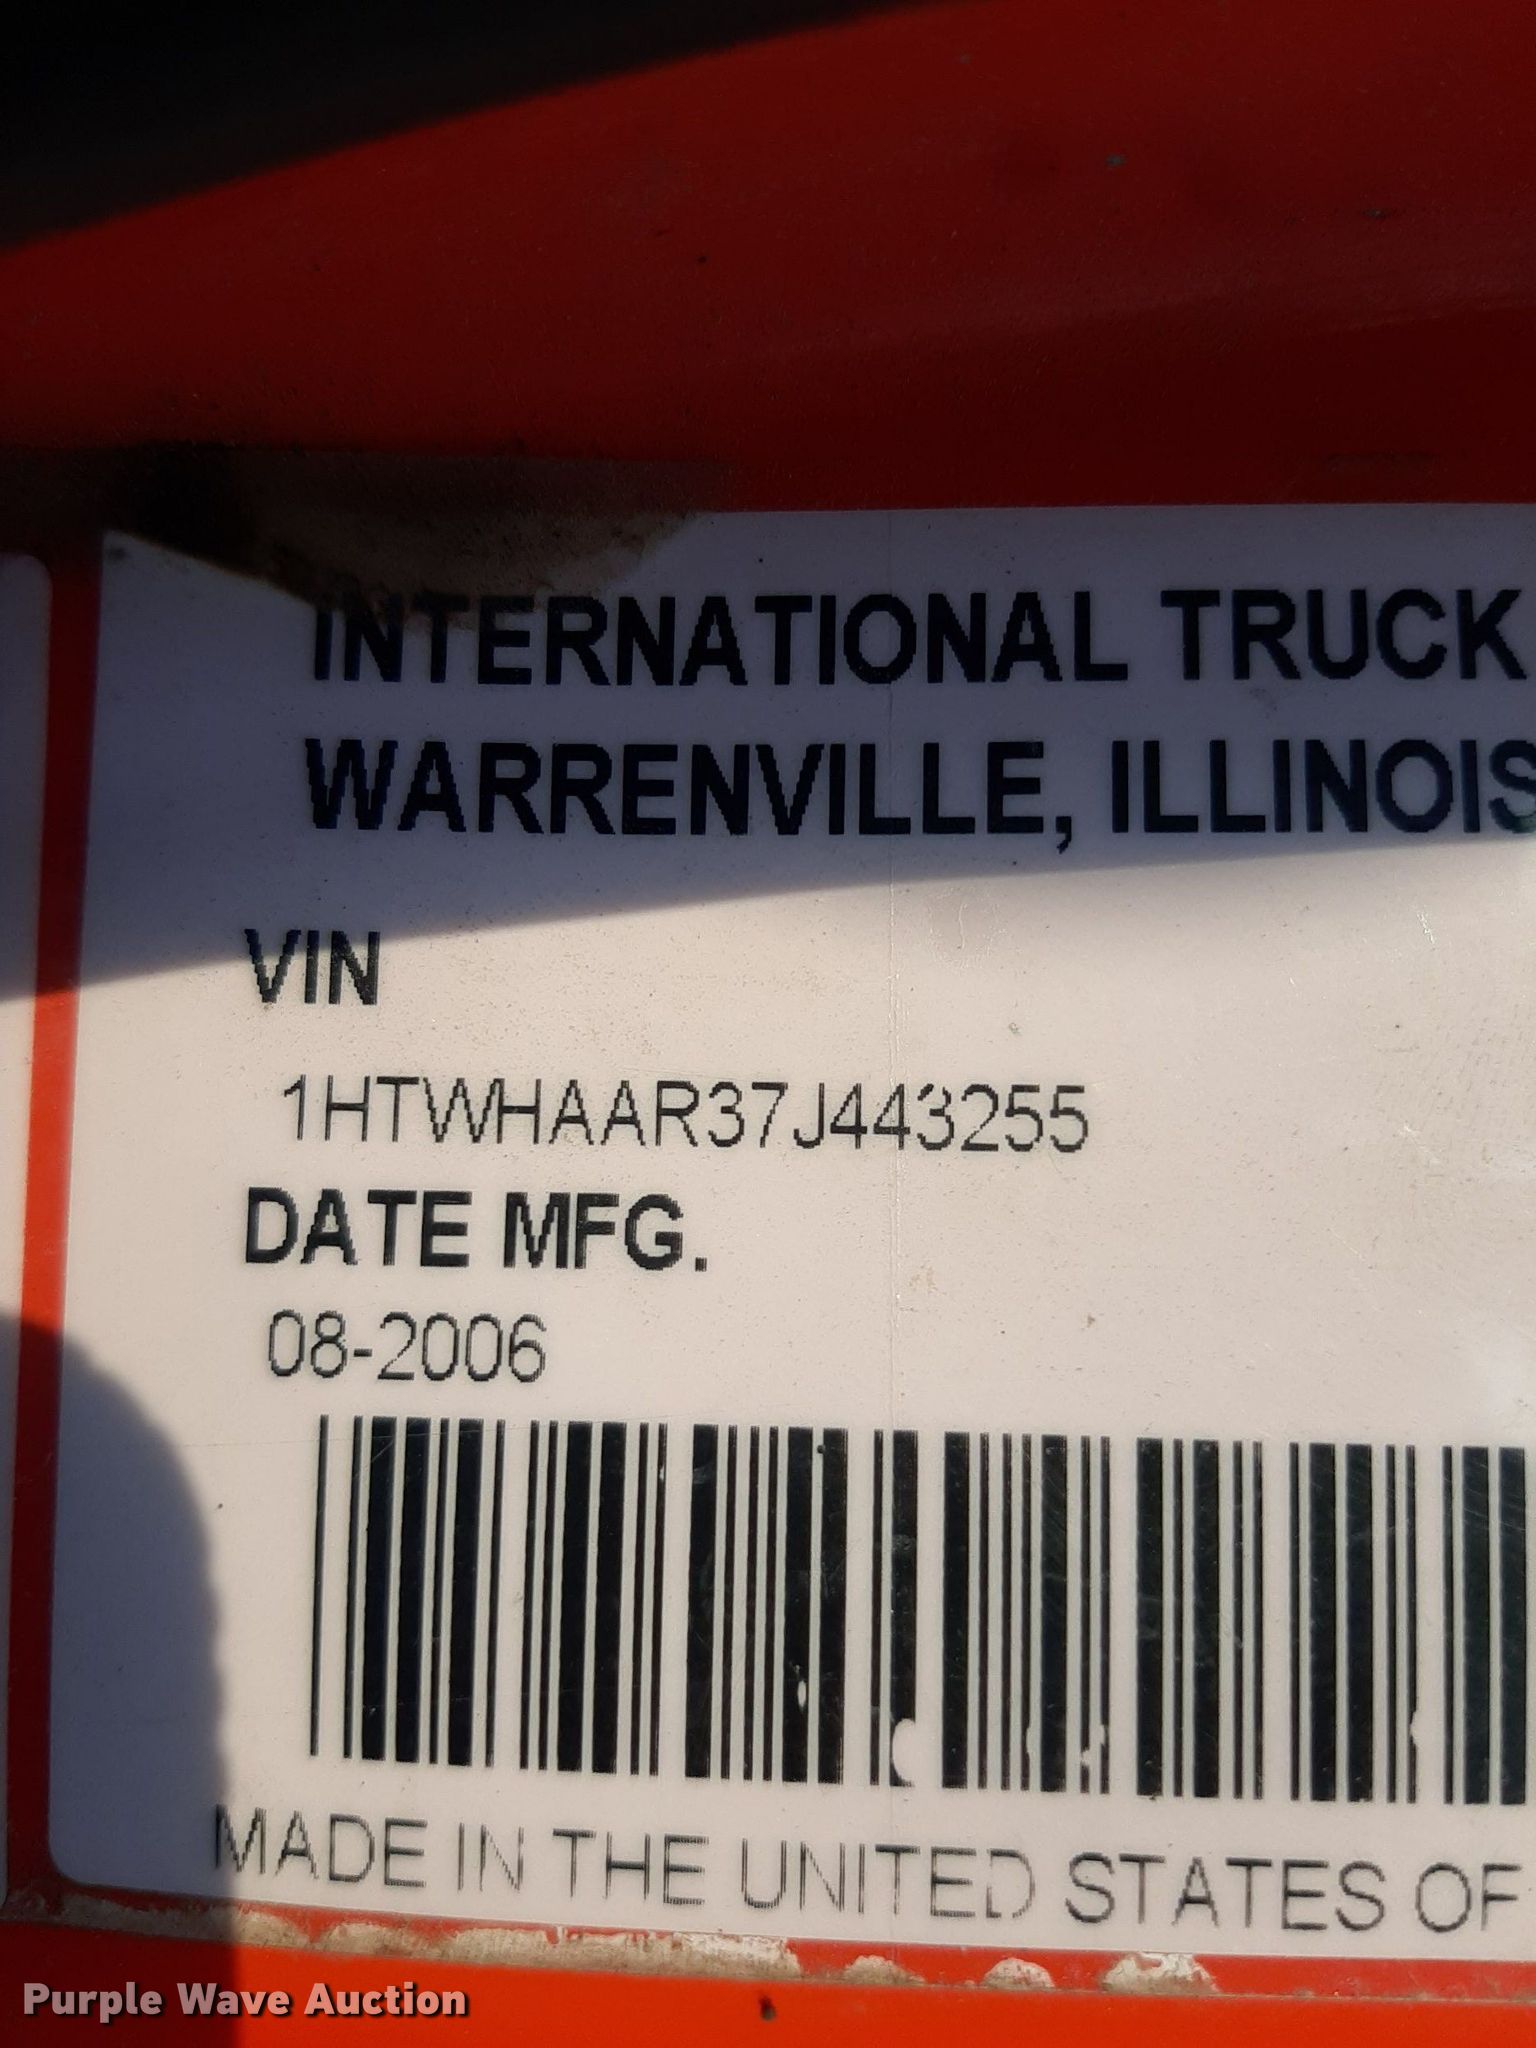 INTERNATIONAL TRUCK
WARRENVILLE, ILLINOIS
VIN
1HTWHAAR37J443255
DATE MFG.
08-2006
MADE IN THE UNITED STATES OF
Purple Wave Auction